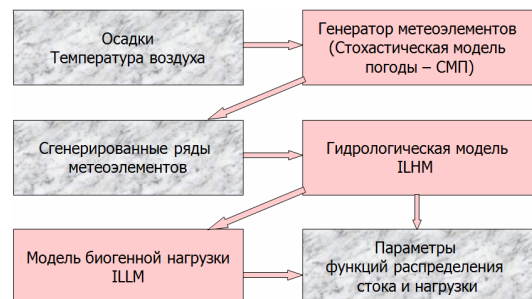 Осадки
Температура воздуха
Генератор метеоэлементов
(Стохастическая модель
погоды – СМП)
Сгенерированные ряды
метеоэлементов
Гидрологическая модель
ILHM
Модель биогенной нагрузки
ILLM
Параметры
функций распределения
стока и нагрузки